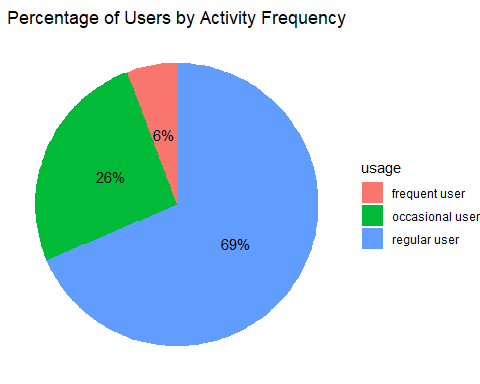 Percentage of Users by Activity Frequency
6%
26%
69%
usage
frequent user
occasional user
regular user